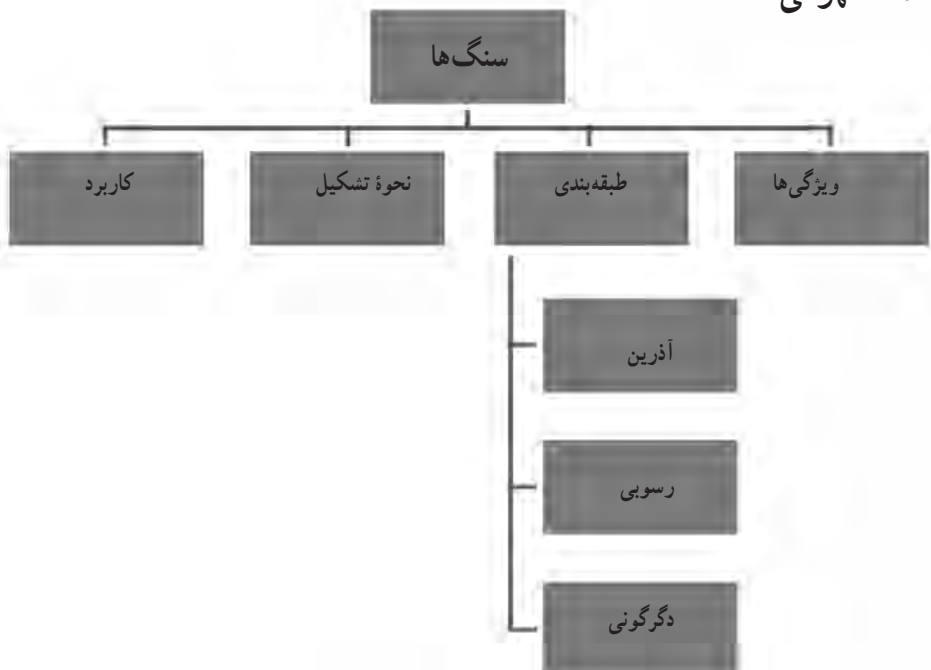 سنگ‌ها
ویژگی‌ها
طبقه‌بندی
نحوهٔ تشکیل
کاربرد
آذرین
رسوبی
دگرگونی